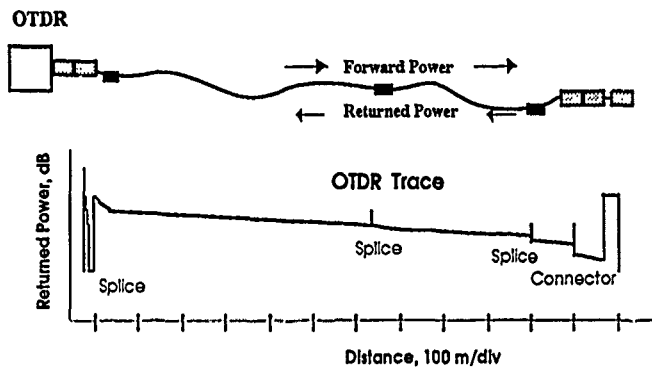 OTDR
Forward Power
Returned Power
Returned Power, dB
OTDR Trace
Splice
Splice
Splice
Connector
Distance, 100 m/div